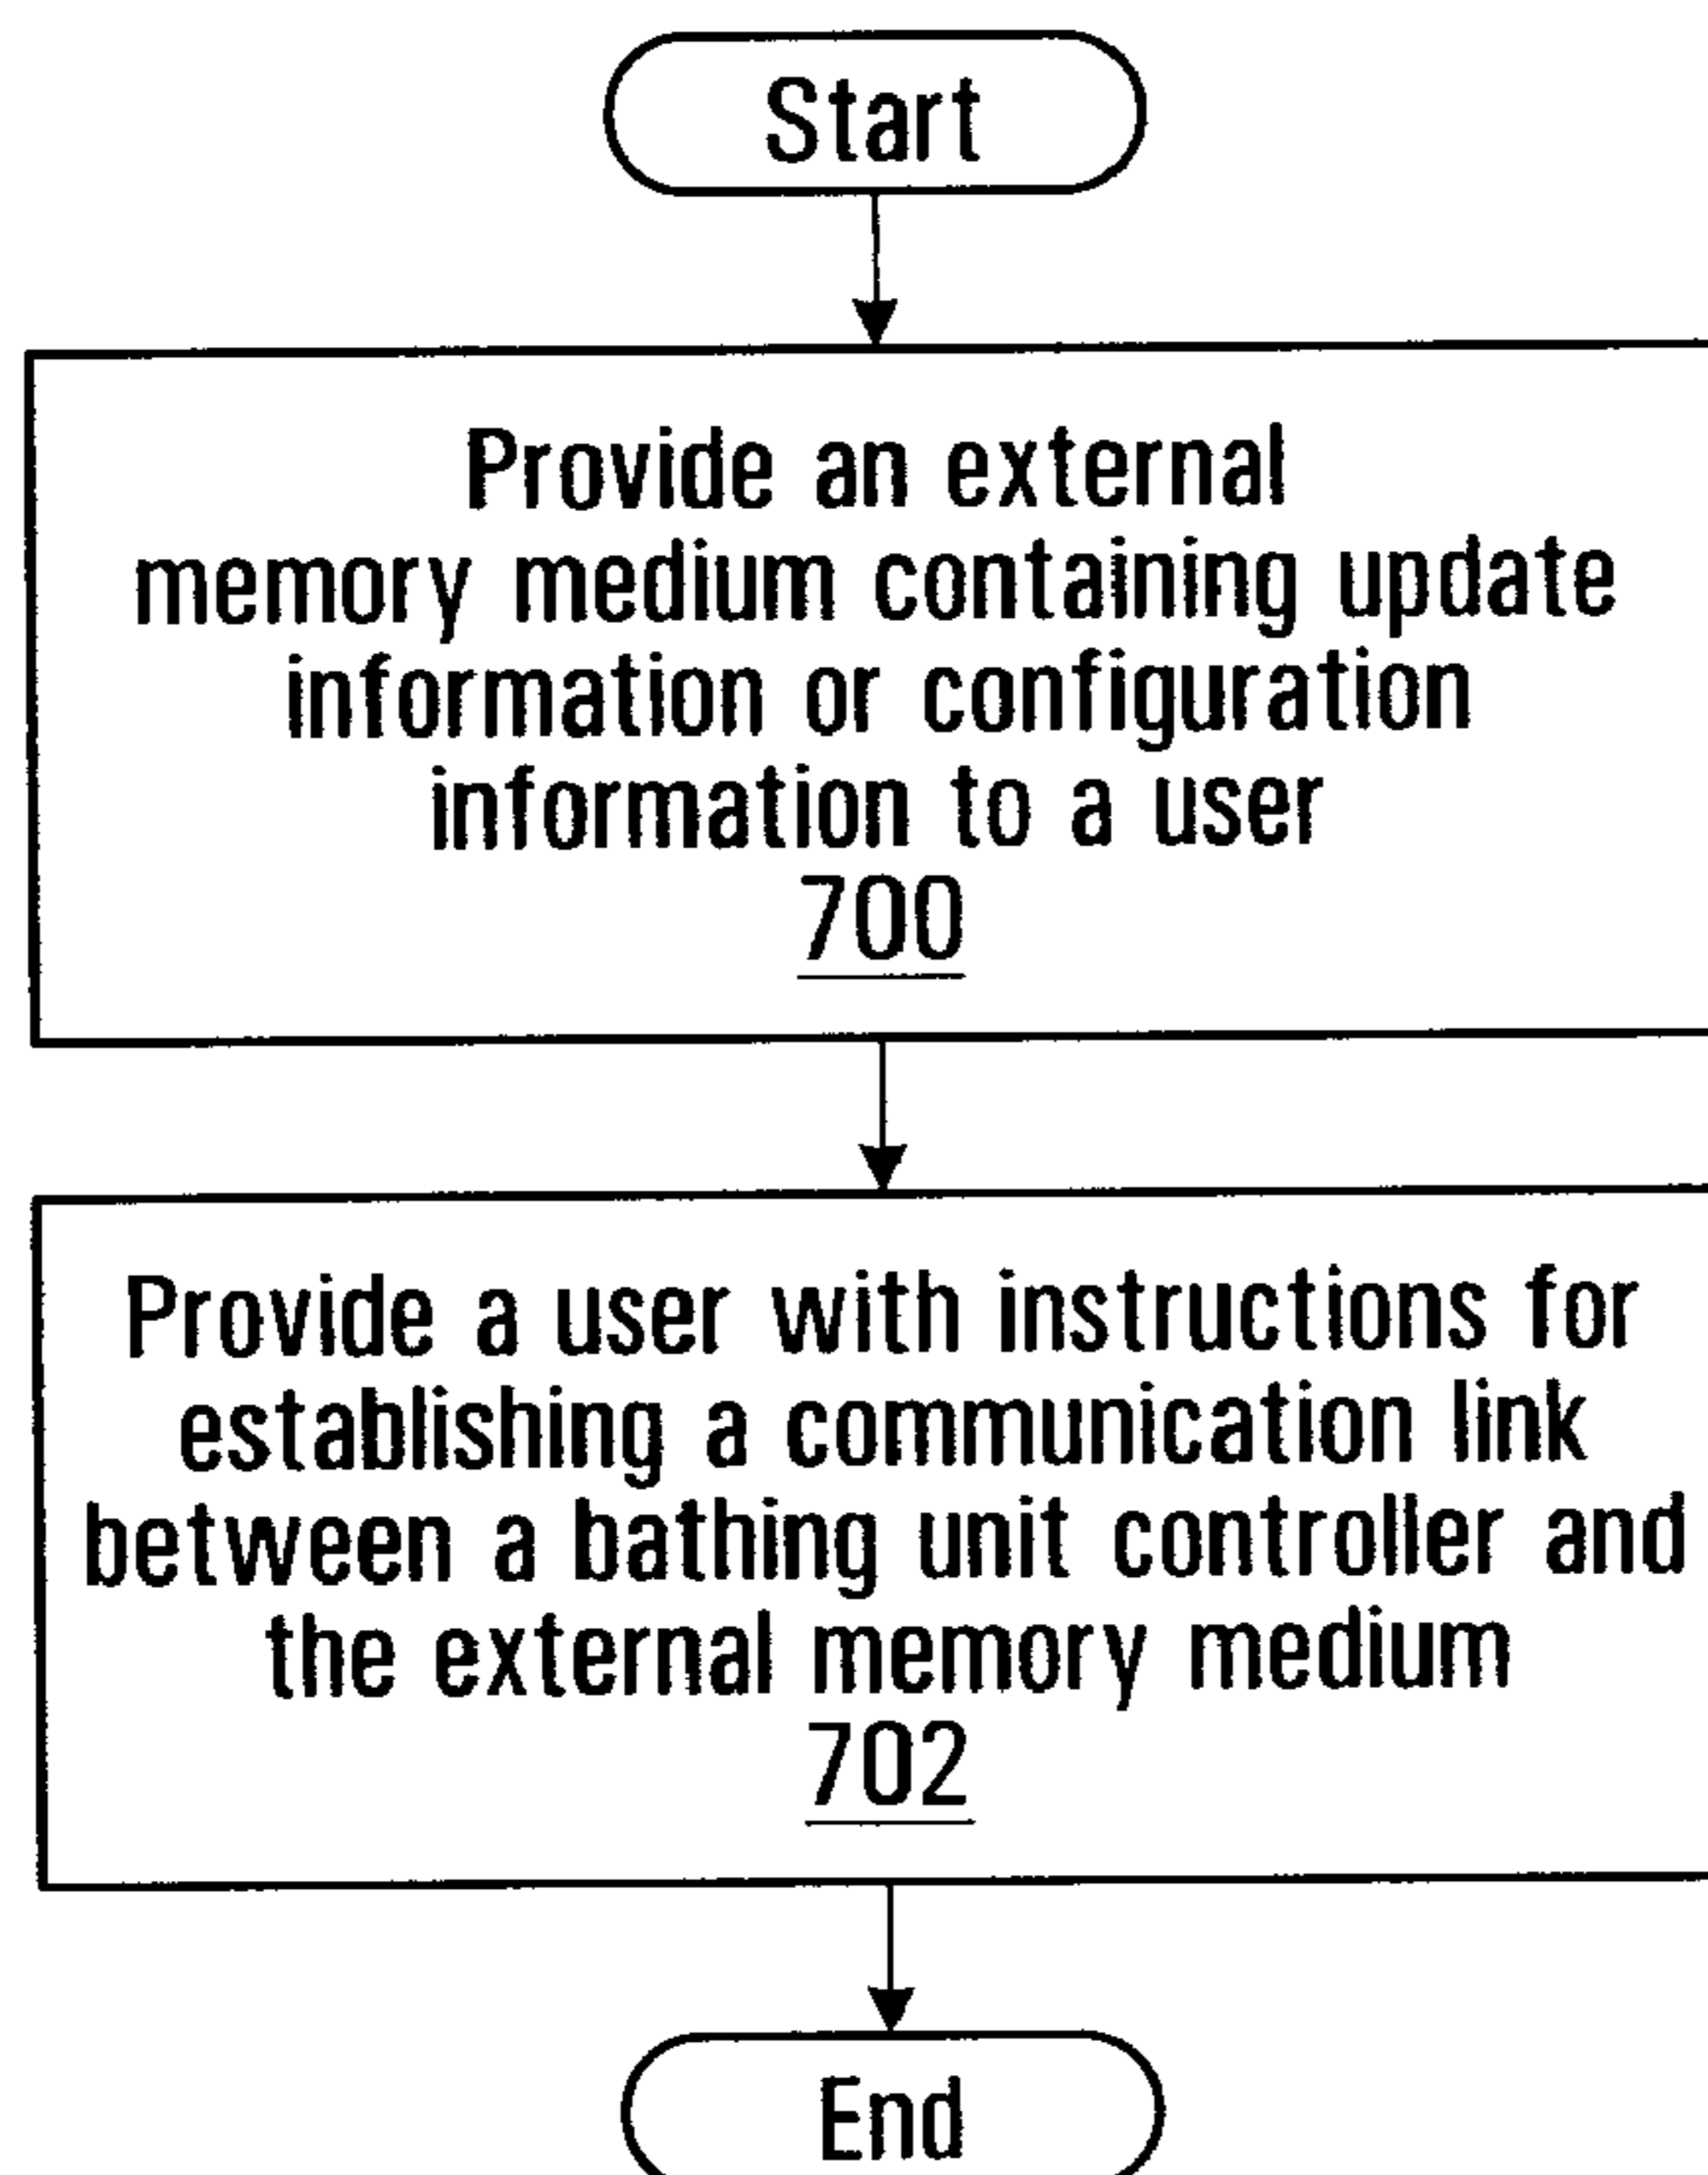 Start
Provide an external
memory medium containing update
information or configuration
information to a user
700
Provide a user with instructions for
establishing a communication link
between a bathing unit controller and
the external memory medium
702
End